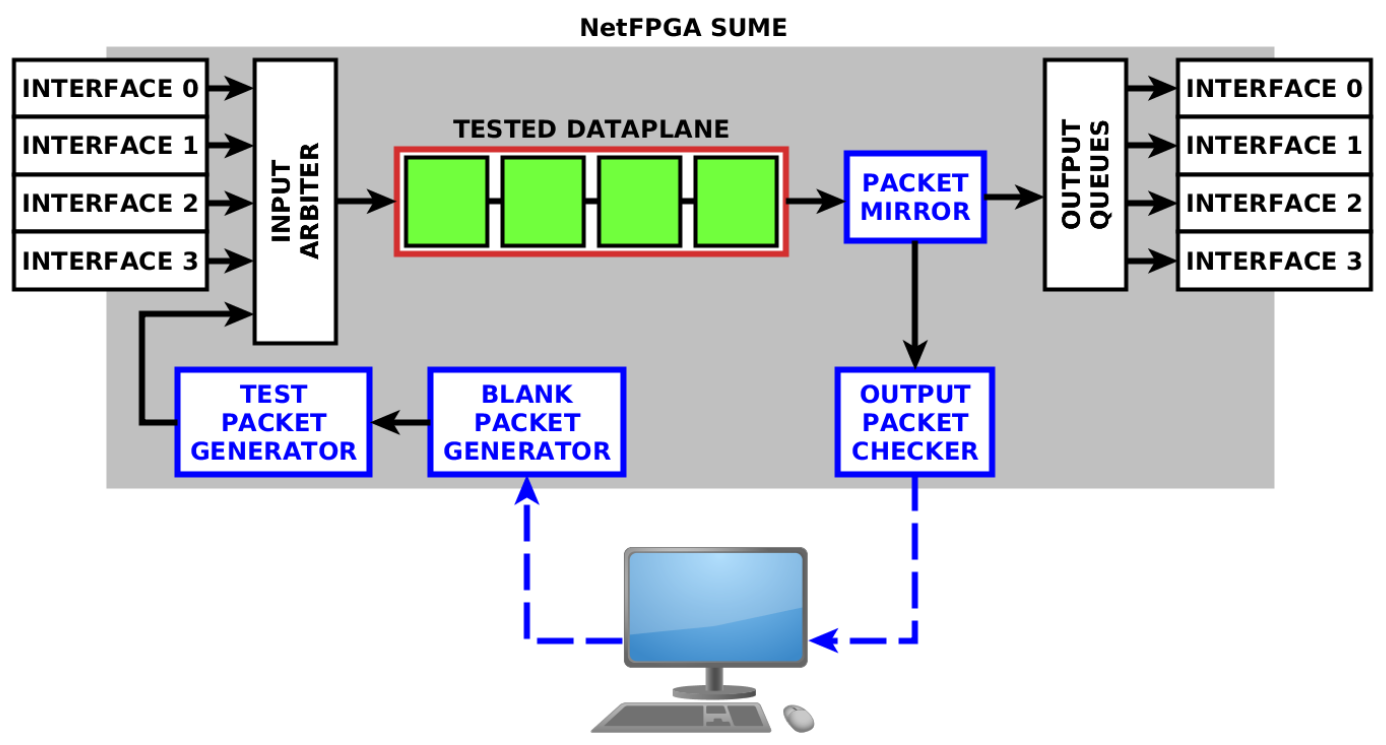 NetFPGA SUME
INTERFACE 0
INTERFACE 1
INTERFACE 2
INTERFACE 3
INPUT
ARBITER
TESTED DATAPLANE
PACKET
MIRROR
OUTPUT
QUEUES
INTERFACE 0
INTERFACE 1
INTERFACE 2
INTERFACE 3
TEST
PACKET
GENERATOR
BLANK
PACKET
GENERATOR
OUTPUT
PACKET
CHECKER